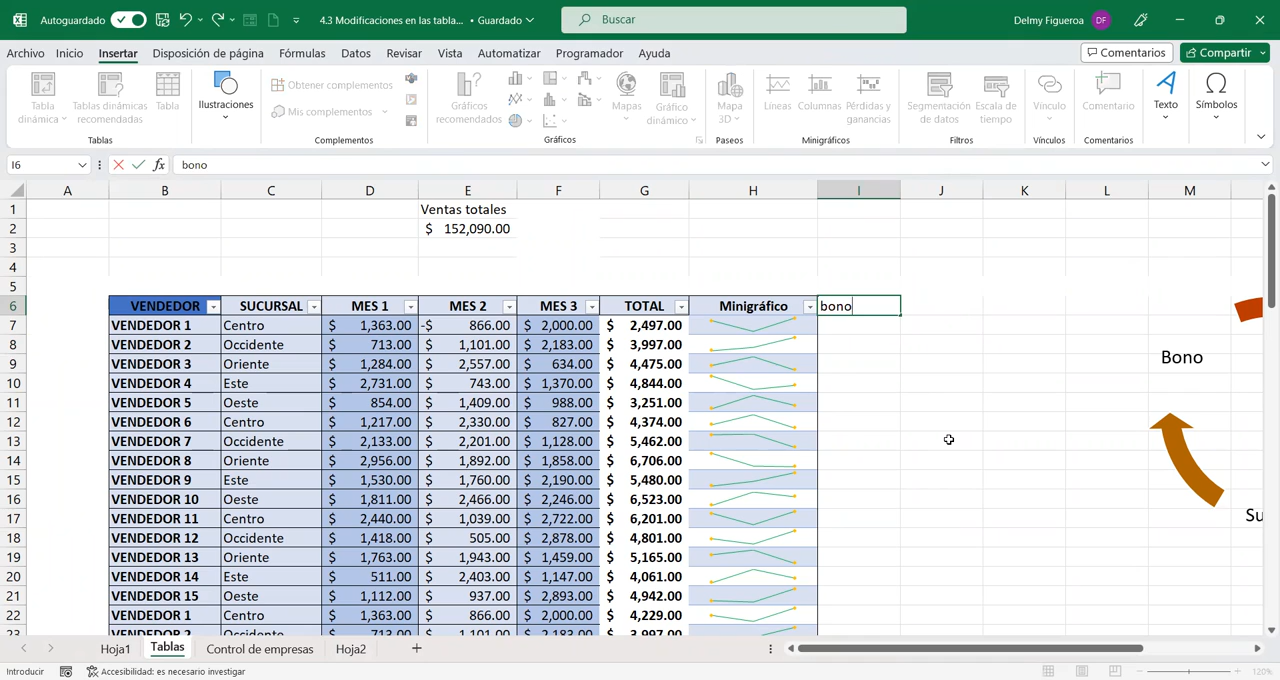 Autoguardado 4.3 Modificaciones en las tabla... • Guardado Buscar Delmy Figueroa DF
Archivo Inicio Insertar Disposición de página Fórmulas Datos Revisar Vista Automatizar Programador Ayuda Comentarios Compartir
Tabla dinámica Tablas dinámicas recomendadas Tabla Ilustraciones Obtener complementos Mis complementos Gráficos recomendados Mapas Gráfico dinámico Mapa 3D Líneas Columnas Pérdidas y ganancias Segmentación de datos Escala de tiempo Vínculo Comentario Texto Símbolos
Tablas Complementos Gráficos Paseos Minigráficos Filtros Vínculos Comentarios
I6 fx bono
A B C D E F G H I J K L M
1 Ventas totales
2 $ 152,090.00
3
4
5
6 VENDEDOR SUCURSAL MES 1 MES 2 MES 3 TOTAL Minigráfico bono
7 VENDEDOR 1 Centro $ 1,363.00 -$ 866.00 $ 2,000.00 $ 2,497.00
8 VENDEDOR 2 Occidente $ 713.00 $ 1,101.00 $ 2,183.00 $ 3,997.00
9 VENDEDOR 3 Oriente $ 1,284.00 $ 2,557.00 $ 634.00 $ 4,475.00 Bono
10 VENDEDOR 4 Este $ 2,731.00 $ 743.00 $ 1,370.00 $ 4,844.00
11 VENDEDOR 5 Oeste $ 854.00 $ 1,409.00 $ 988.00 $ 3,251.00
12 VENDEDOR 6 Centro $ 1,217.00 $ 2,330.00 $ 827.00 $ 4,374.00
13 VENDEDOR 7 Occidente $ 2,133.00 $ 2,201.00 $ 1,128.00 $ 5,462.00
14 VENDEDOR 8 Oriente $ 2,956.00 $ 1,892.00 $ 1,858.00 $ 6,706.00
15 VENDEDOR 9 Este $ 1,530.00 $ 1,760.00 $ 2,190.00 $ 5,480.00
16 VENDEDOR 10 Oeste $ 1,811.00 $ 2,466.00 $ 2,246.00 $ 6,523.00
17 VENDEDOR 11 Centro $ 2,440.00 $ 1,039.00 $ 2,722.00 $ 6,201.00 Su
18 VENDEDOR 12 Occidente $ 1,418.00 $ 505.00 $ 2,878.00 $ 4,801.00
19 VENDEDOR 13 Oriente $ 1,763.00 $ 1,943.00 $ 1,459.00 $ 5,165.00
20 VENDEDOR 14 Este $ 511.00 $ 2,403.00 $ 1,147.00 $ 4,061.00
21 VENDEDOR 15 Oeste $ 1,112.00 $ 937.00 $ 2,893.00 $ 4,942.00
22 VENDEDOR 1 Centro $ 1,363.00 $ 866.00 $ 2,000.00 $ 4,229.00
23 VENDEDOR 2 Occidente $ 713.00 $ 1,101.00 $ 2,183.00 $ 3,997.00
Hoja1 Tablas Control de empresas Hoja2
Introducir Accesibilidad: es necesario investigar 120%